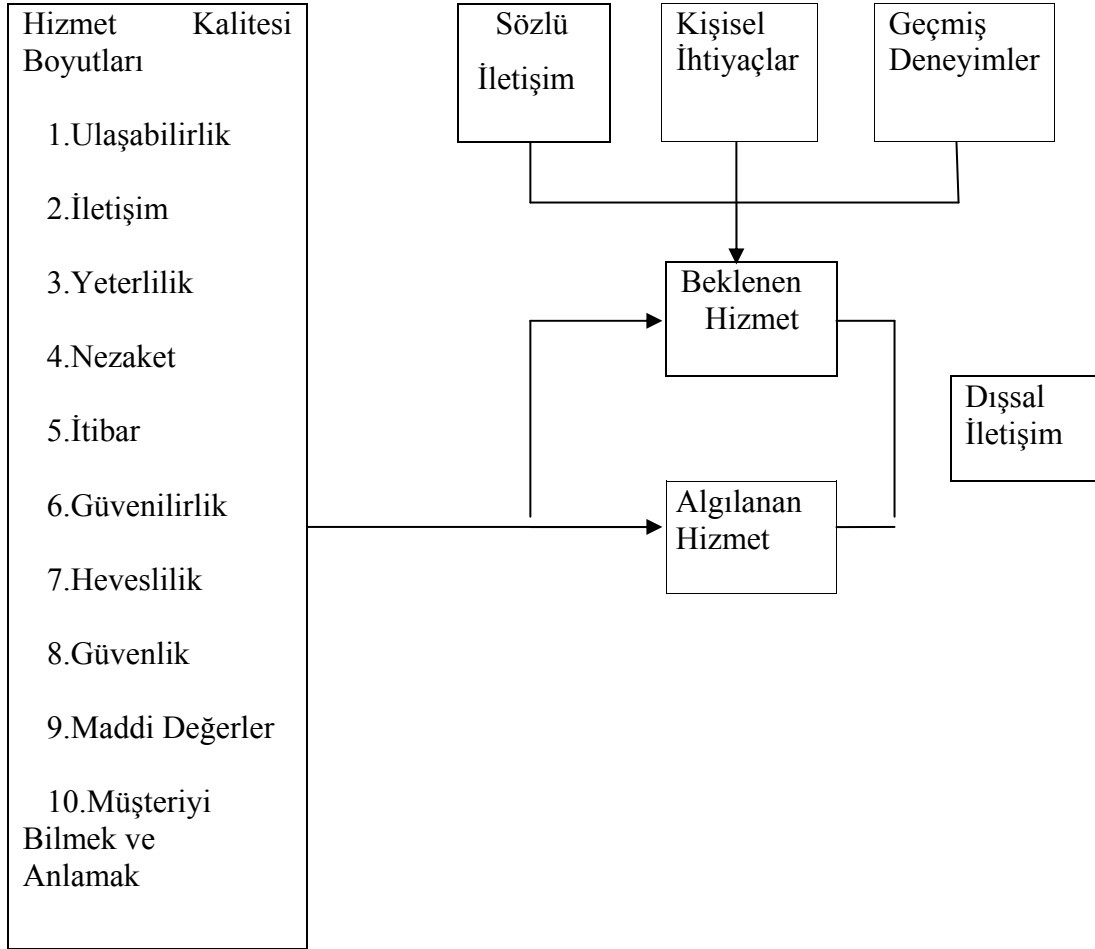 Hizmet Kalitesi
Boyutları
1.Ulaşabilirlik
2.İletişim
3.Yeterlilik
4.Nezaket
5.İtibar
6.Güvenilirlik
7.Heveslilik
8.Güvenlik
9.Maddi Değerler
10.Müşteriyi
Bilmek ve
Anlamak
Sözlü
İletişim
Kişisel
İhtiyaçlar
Geçmiş
Deneyimler
Beklenen
Hizmet
Dışsal
İletişim
Algılanan
Hizmet